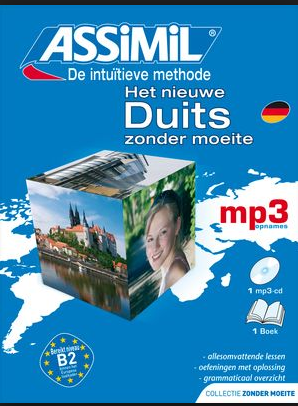 ASSiMiL®
De intuïtieve methode
Het nieuwe
Duits
zonder moeite
mp3
opnames
1 mp3-cd
1 Boek
Bereikt niveau
B2
- allesomvattende lessen
- oefeningen met oplossing
- grammaticaal overzicht
COLLECTIE ZONDER MOEITE